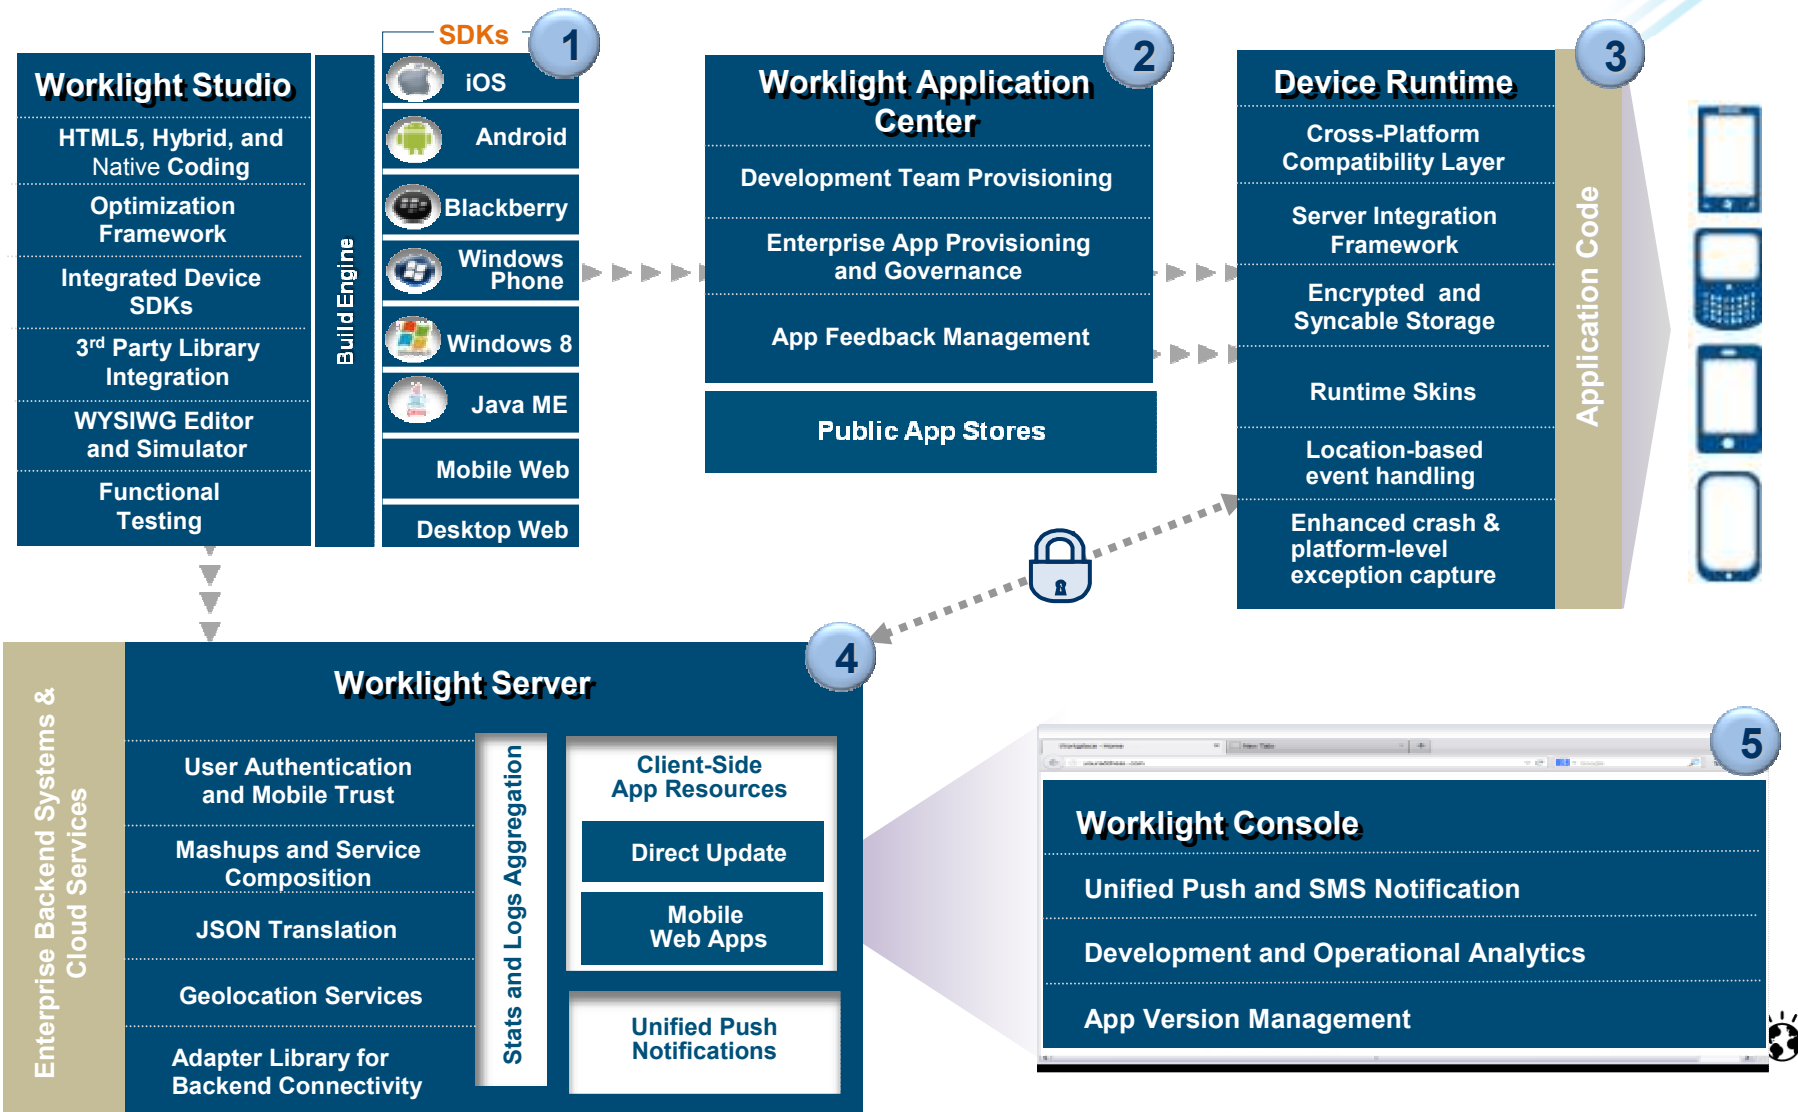 SDKs
1
Worklight Studio
HTML5, Hybrid, and
Native Coding
Optimization
Framework
Integrated Device
SDKs
3rd Party Library
Integration
WYSIWG Editor
and Simulator
Functional
Testing
Build Engine
iOS
Android
Blackberry
Windows
Phone
Windows 8
Java ME
Mobile Web
Desktop Web
2
Worklight Application
Center
Development Team Provisioning
Enterprise App Provisioning
and Governance
App Feedback Management
Public App Stores
3
Device Runtime
Cross-Platform
Compatibility Layer
Server Integration
Framework
Encrypted and
Syncable Storage
Runtime Skins
Location-based
event handling
Enhanced crash &
platform-level
exception capture
Application Code
4
Enterprise Backend Systems &
Cloud Services
Worklight Server
User Authentication
and Mobile Trust
Mashups and Service
Composition
JSON Translation
Geolocation Services
Adapter Library for
Backend Connectivity
Stats and Logs Aggregation
Client-Side
App Resources
Direct Update
Mobile
Web Apps
Unified Push
Notifications
5
Workplace - Home
New Tab
youraddress.com
Google
Worklight Console
Unified Push and SMS Notification
Development and Operational Analytics
App Version Management